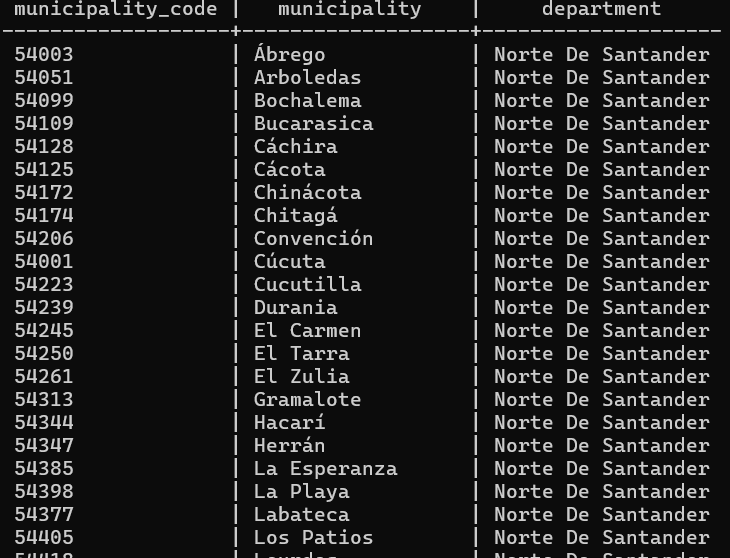 municipality_code | municipality | department
-------------------+-------------------+--------------------
54003 | Ábrego | Norte De Santander
54051 | Arboledas | Norte De Santander
54099 | Bochalema | Norte De Santander
54109 | Bucarasica | Norte De Santander
54128 | Cáchira | Norte De Santander
54125 | Cácota | Norte De Santander
54172 | Chinácota | Norte De Santander
54174 | Chitagá | Norte De Santander
54206 | Convención | Norte De Santander
54001 | Cúcuta | Norte De Santander
54223 | Cucutilla | Norte De Santander
54239 | Durania | Norte De Santander
54245 | El Carmen | Norte De Santander
54250 | El Tarra | Norte De Santander
54261 | El Zulia | Norte De Santander
54313 | Gramalote | Norte De Santander
54344 | Hacarí | Norte De Santander
54347 | Herrán | Norte De Santander
54385 | La Esperanza | Norte De Santander
54398 | La Playa | Norte De Santander
54377 | Labateca | Norte De Santander
54405 | Los Patios | Norte De Santander